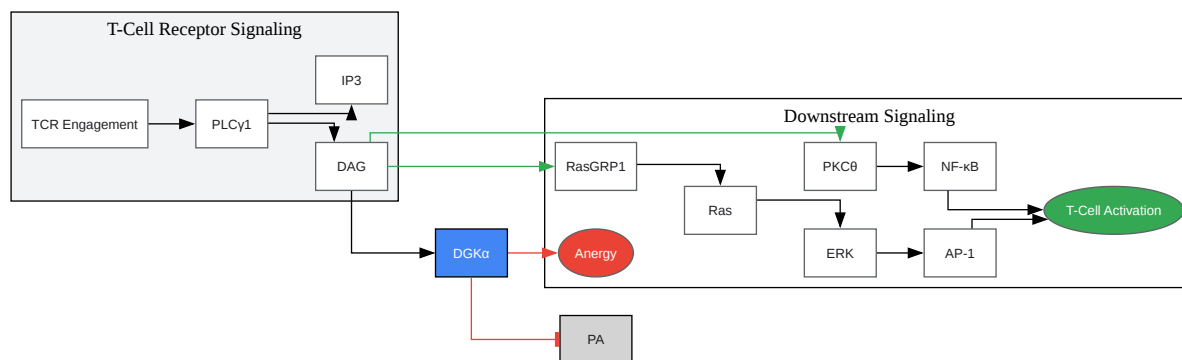 T-Cell Receptor Signaling
IP3
TCR Engagement
PLCγ1
DAG
Downstream Signaling
RasGRP1
PKCθ
NF-κB
Ras
T-Cell Activation
DGKα
Anergy
ERK
AP-1
PA